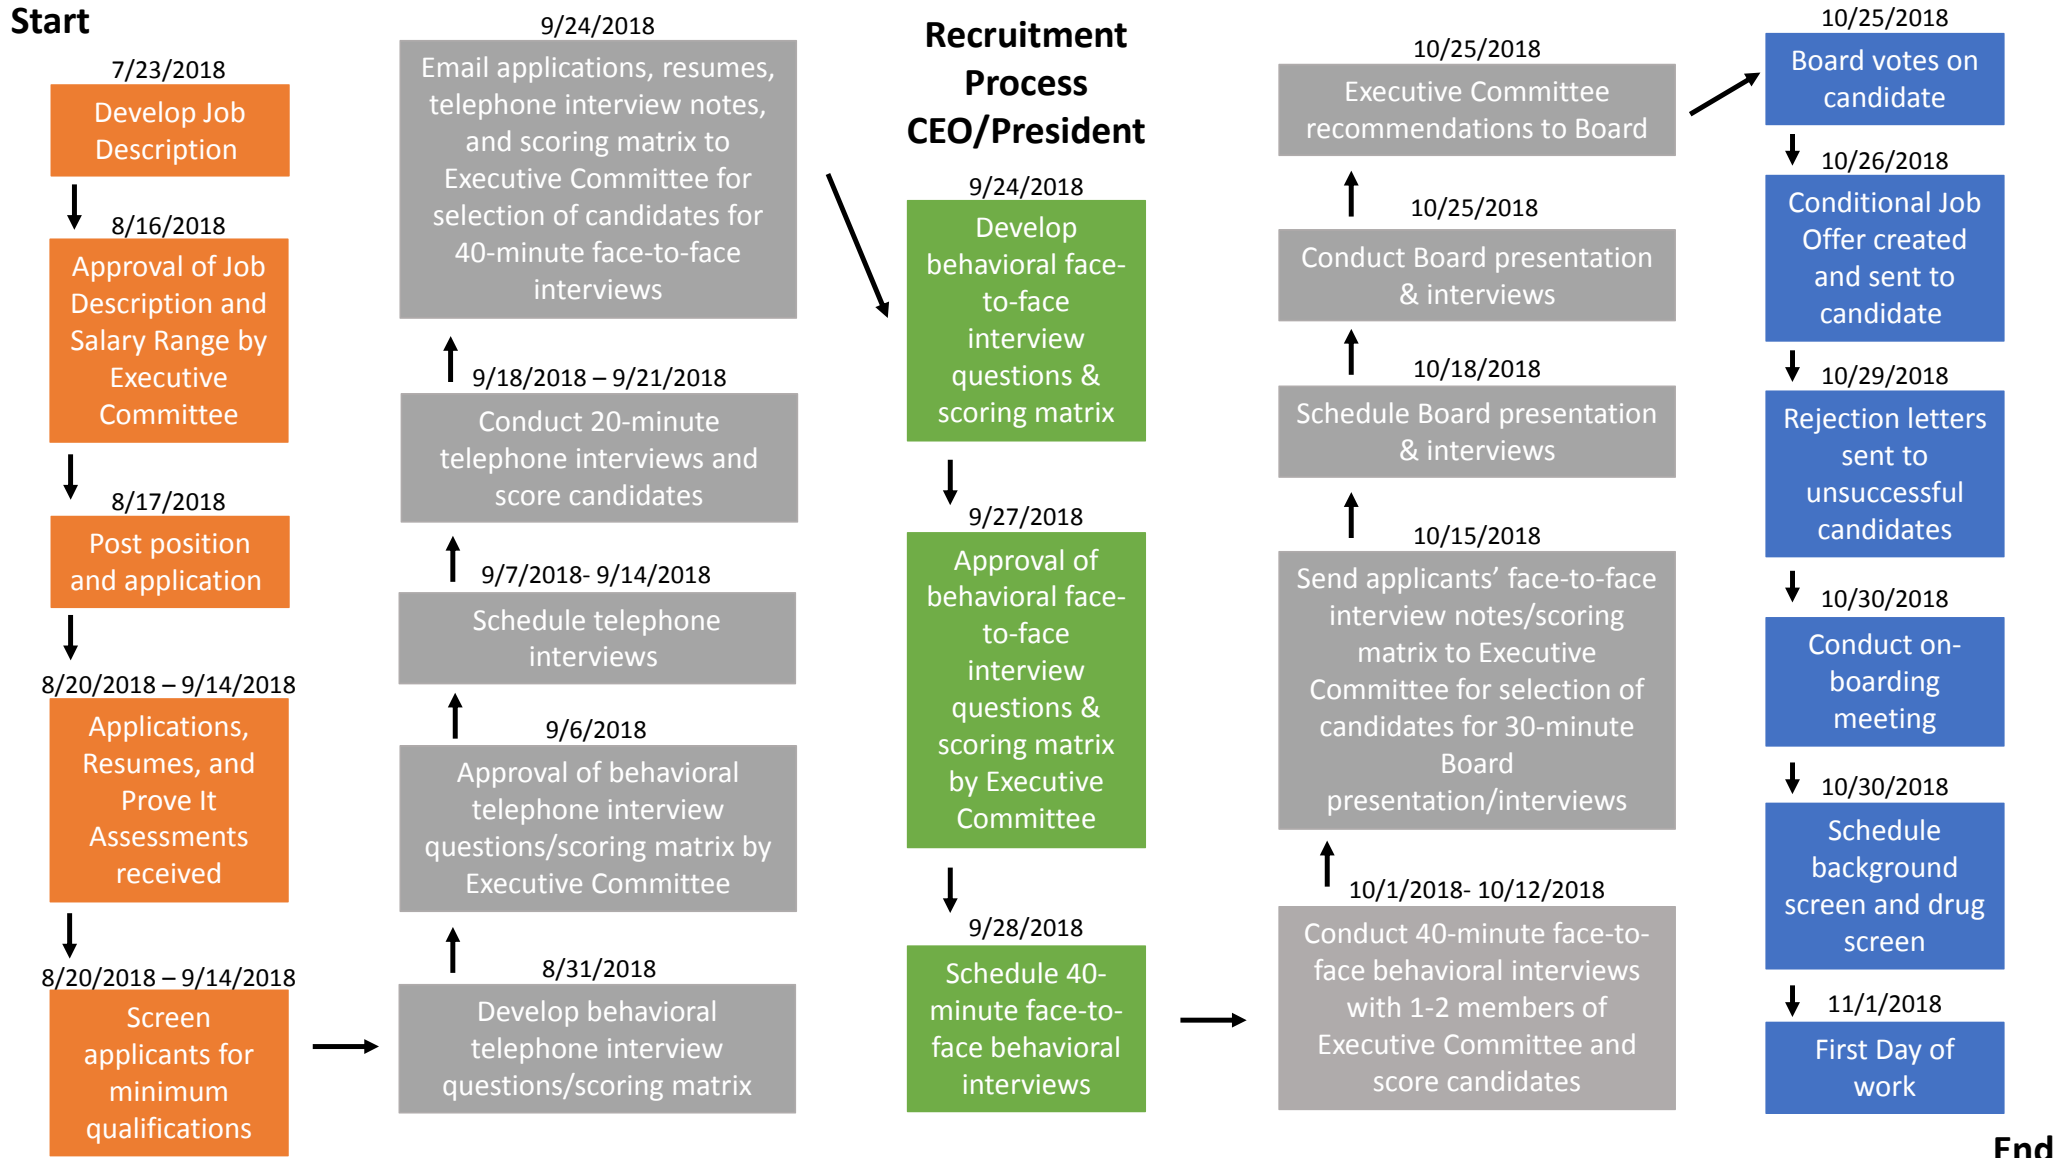 Start
7/23/2018
Develop Job
Description
8/16/2018
Approval of Job
Description and
Salary Range by
Executive
Committee
8/17/2018
Post position
and application
8/20/2018 – 9/14/2018
Applications,
Resumes, and
Prove It
Assessments
received
8/20/2018 – 9/14/2018
Screen
applicants for
minimum
qualifications
8/31/2018
Develop behavioral
telephone interview
questions/scoring matrix
9/6/2018
Approval of behavioral
telephone interview
questions/scoring matrix by
Executive Committee
9/7/2018- 9/14/2018
Schedule telephone
interviews
9/18/2018 – 9/21/2018
Conduct 20-minute
telephone interviews and
score candidates
9/24/2018
Email applications, resumes,
telephone interview notes,
and scoring matrix to
Executive Committee for
selection of candidates for
40-minute face-to-face
interviews
Recruitment
Process
CEO/President
9/24/2018
Develop
behavioral face-
to-face
interview
questions &
scoring matrix
9/27/2018
Approval of
behavioral face-
to-face
interview
questions &
scoring matrix
by Executive
Committee
9/28/2018
Schedule 40-
minute face-to-
face behavioral
interviews
10/1/2018- 10/12/2018
Conduct 40-minute face-to-
face behavioral interviews
with 1-2 members of
Executive Committee and
score candidates
10/15/2018
Send applicants’ face-to-face
interview notes/scoring
matrix to Executive
Committee for selection of
candidates for 30-minute
Board
presentation/interviews
10/18/2018
Schedule Board presentation
& interviews
10/25/2018
Conduct Board presentation
& interviews
10/25/2018
Executive Committee
recommendations to Board
10/25/2018
Board votes on
candidate
10/26/2018
Conditional Job
Offer created
and sent to
candidate
10/29/2018
Rejection letters
sent to
unsuccessful
candidates
10/30/2018
Conduct on-
boarding
meeting
10/30/2018
Schedule
background
screen and drug
screen
11/1/2018
First Day of
work
End